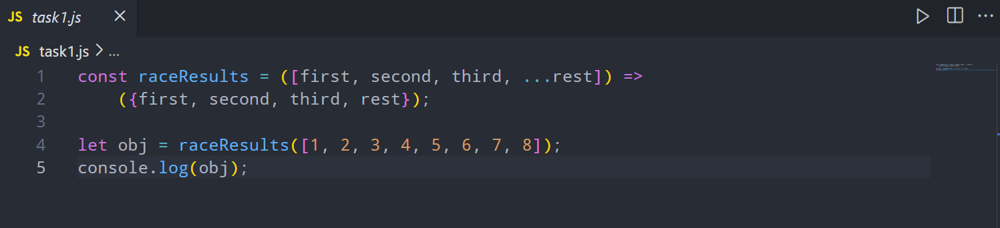 JS task1.js ×
JS task1.js > ...
1 const raceResults = ([first, second, third, ...rest]) =>
2     ({first, second, third, rest});
3
4 let obj = raceResults([1, 2, 3, 4, 5, 6, 7, 8]);
5 console.log(obj);